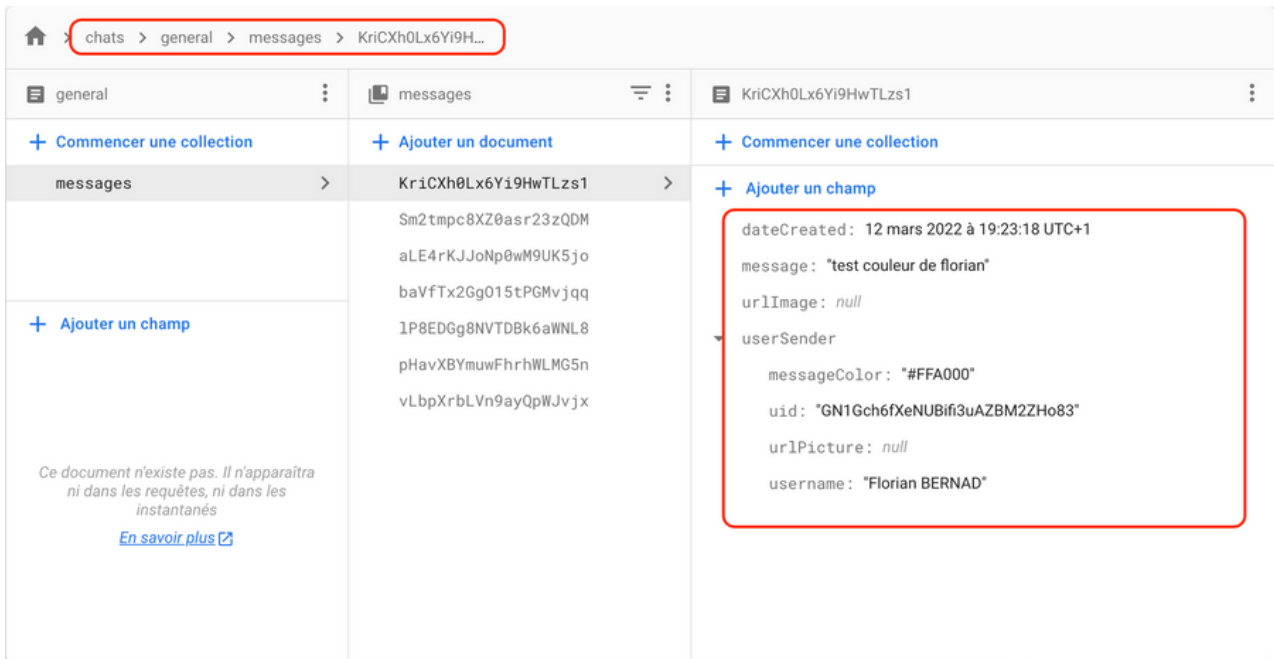 chats > general > messages > KriCXh0Lx6Yi9H...
general
messages
KriCXh0Lx6Yi9HwTLzs1
+ Commencer une collection
+ Ajouter un document
+ Commencer une collection
messages
KriCXh0Lx6Yi9HwTLzs1
+ Ajouter un champ
Sm2tmpc8XZ0asr23zQDM
aLE4rKJJoNp0wM9UK5jo
baVfTx2GgO15tPGMvjqq
lP8EDGg8NVTDBk6aWNL8
pHavXBYmuwFhrhWLMG5n
vLbpXrbLVn9ayQpWJvjx
dateCreated: 12 mars 2022 à 19:23:18 UTC+1
message: "test couleur de florian"
urlImage: null
userSender
messageColor: "#FFA000"
uid: "GN1Gch6fXeNUBifi3uAZBM2ZHo83"
urlPicture: null
username: "Florian BERNAD"
+ Ajouter un champ
Ce document n'existe pas. Il n'apparaîtra
ni dans les requêtes, ni dans les
instantanés
En savoir plus